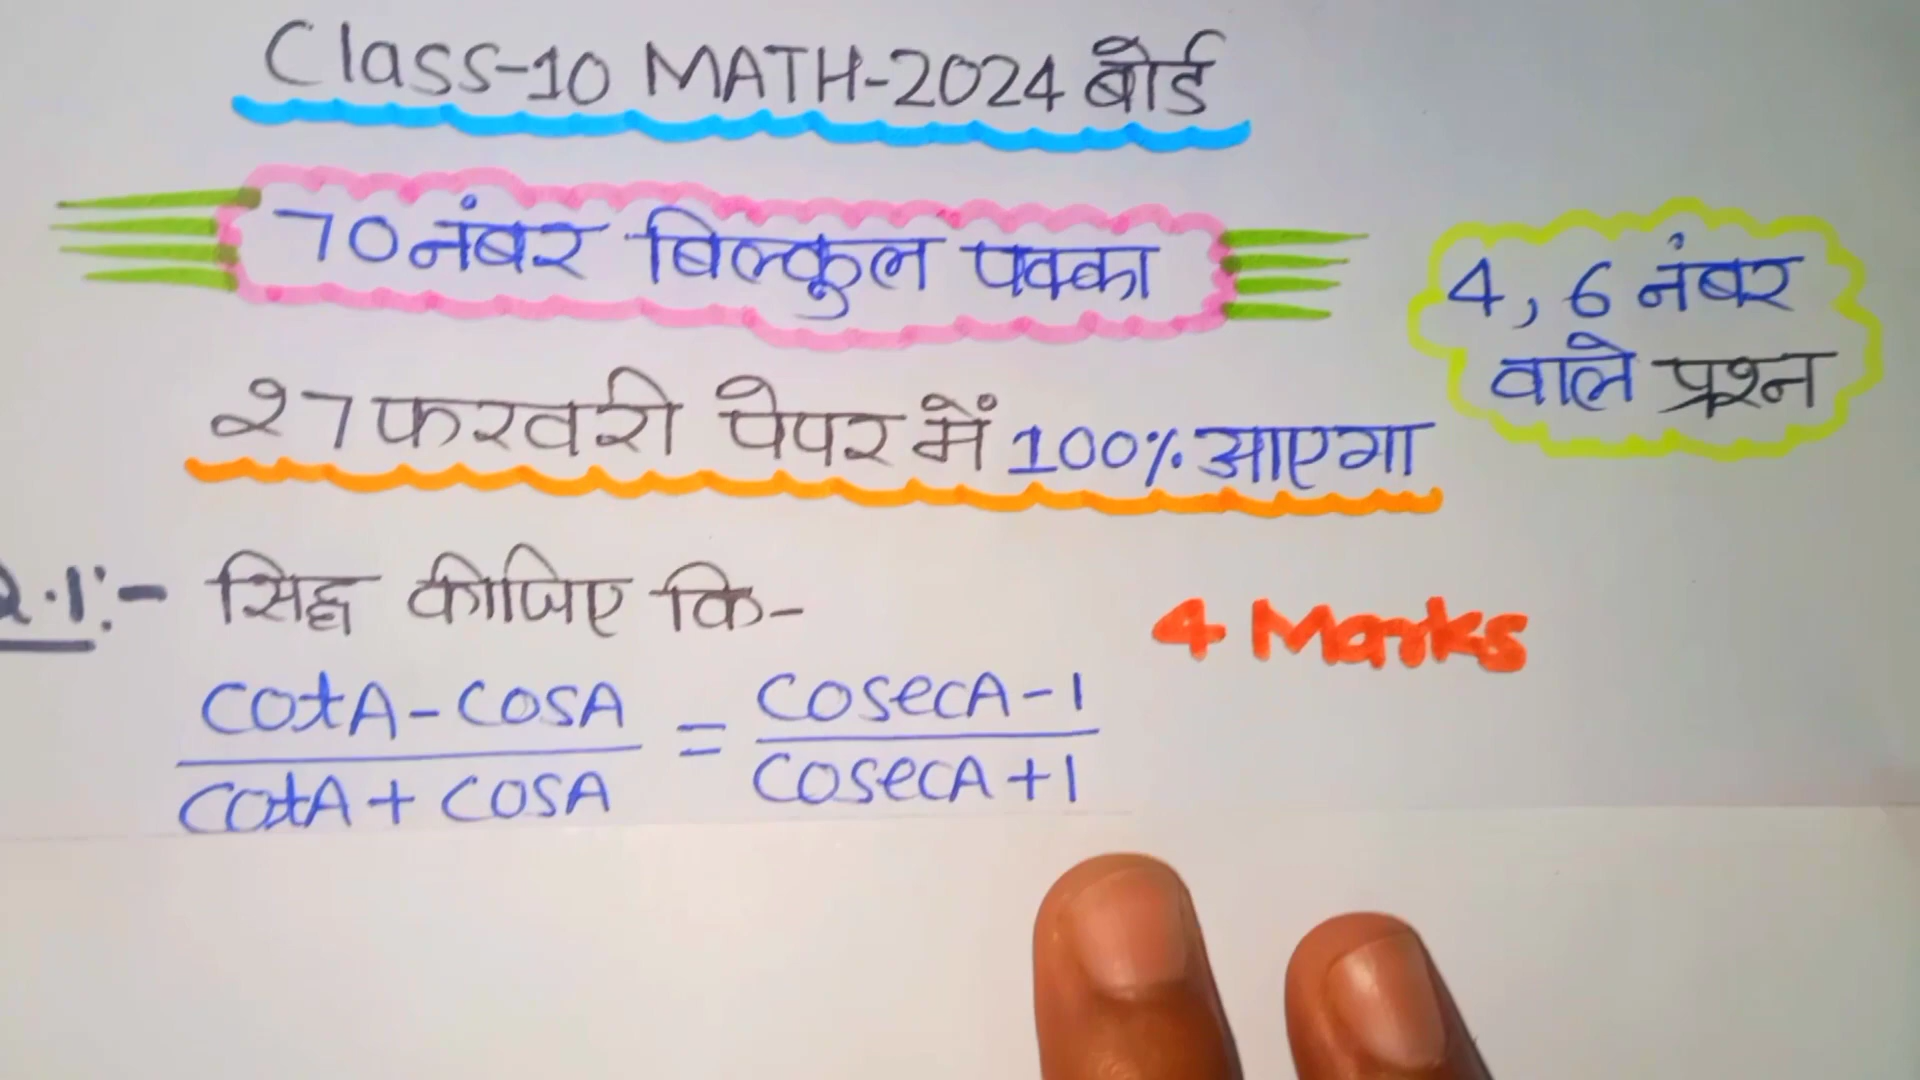 Class-10 MATH-2024 बोर्ड
70 नंबर बिल्कुल पक्का
4, 6 नंबर
वाले प्रश्न
27 फरवरी पेपर में 100% आएगा
Q.1:- सिद्ध कीजिए कि-
4 Marks
cotA - cosA / cotA + cosA = cosecA - 1 / cosecA + 1